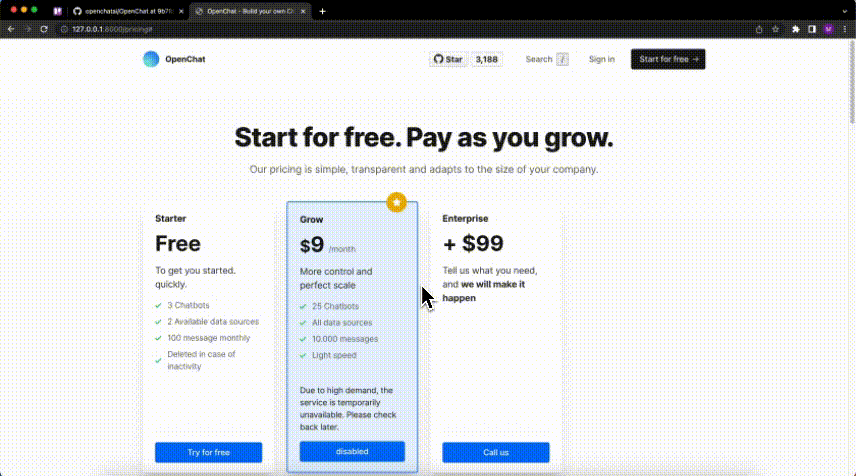 openchatai/OpenChat at 9b7f
OpenChat - Build your own C
127.0.0.1:8000/pricing#
M
OpenChat
Star 3,188
Search /
Sign in
Start for free →
Start for free. Pay as you grow.
Our pricing is simple, transparent and adapts to the size of your company.
Starter
Free
To get you started.
quickly.
3 Chatbots
2 Available data sources
100 message monthly
Deleted in case of
inactivity
Try for free
Grow
$9 /month
More control and
perfect scale
25 Chatbots
All data sources
10.000 messages
Light speed
Due to high demand, the
service is temporarily
unavailable. Please check
back later.
disabled
Enterprise
+ $99
Tell us what you need,
and we will make it
happen
Call us